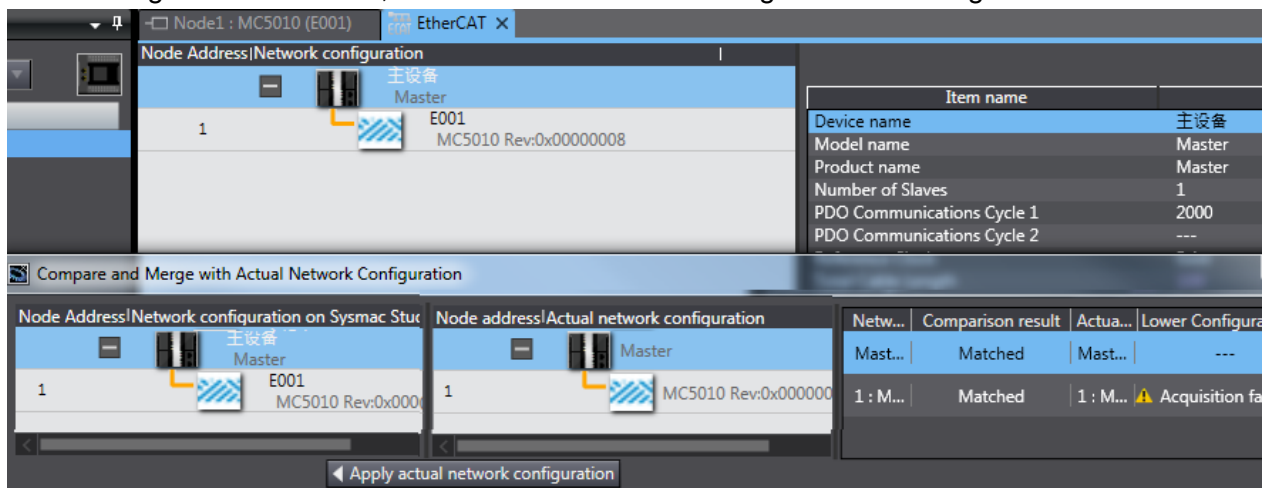 Node1 : MC5010 (E001) EtherCAT
Node Address Network configuration
主设备
Master
1 E001
MC5010 Rev:0x00000008
Item name
Device name 主设备
Model name Master
Product name Master
Number of Slaves 1
PDO Communications Cycle 1 2000
PDO Communications Cycle 2 ---
Compare and Merge with Actual Network Configuration
Node Address Network configuration on Sysmac Stud
主设备
Master
1 E001
MC5010 Rev:0x000
Node address Actual network configuration
Master
1 MC5010 Rev:0x000000
Netw... Comparison result Actua... Lower Configura
Mast... Matched Mast... ---
1 : M... Matched 1 : M... Acquisition fa
Apply actual network configuration